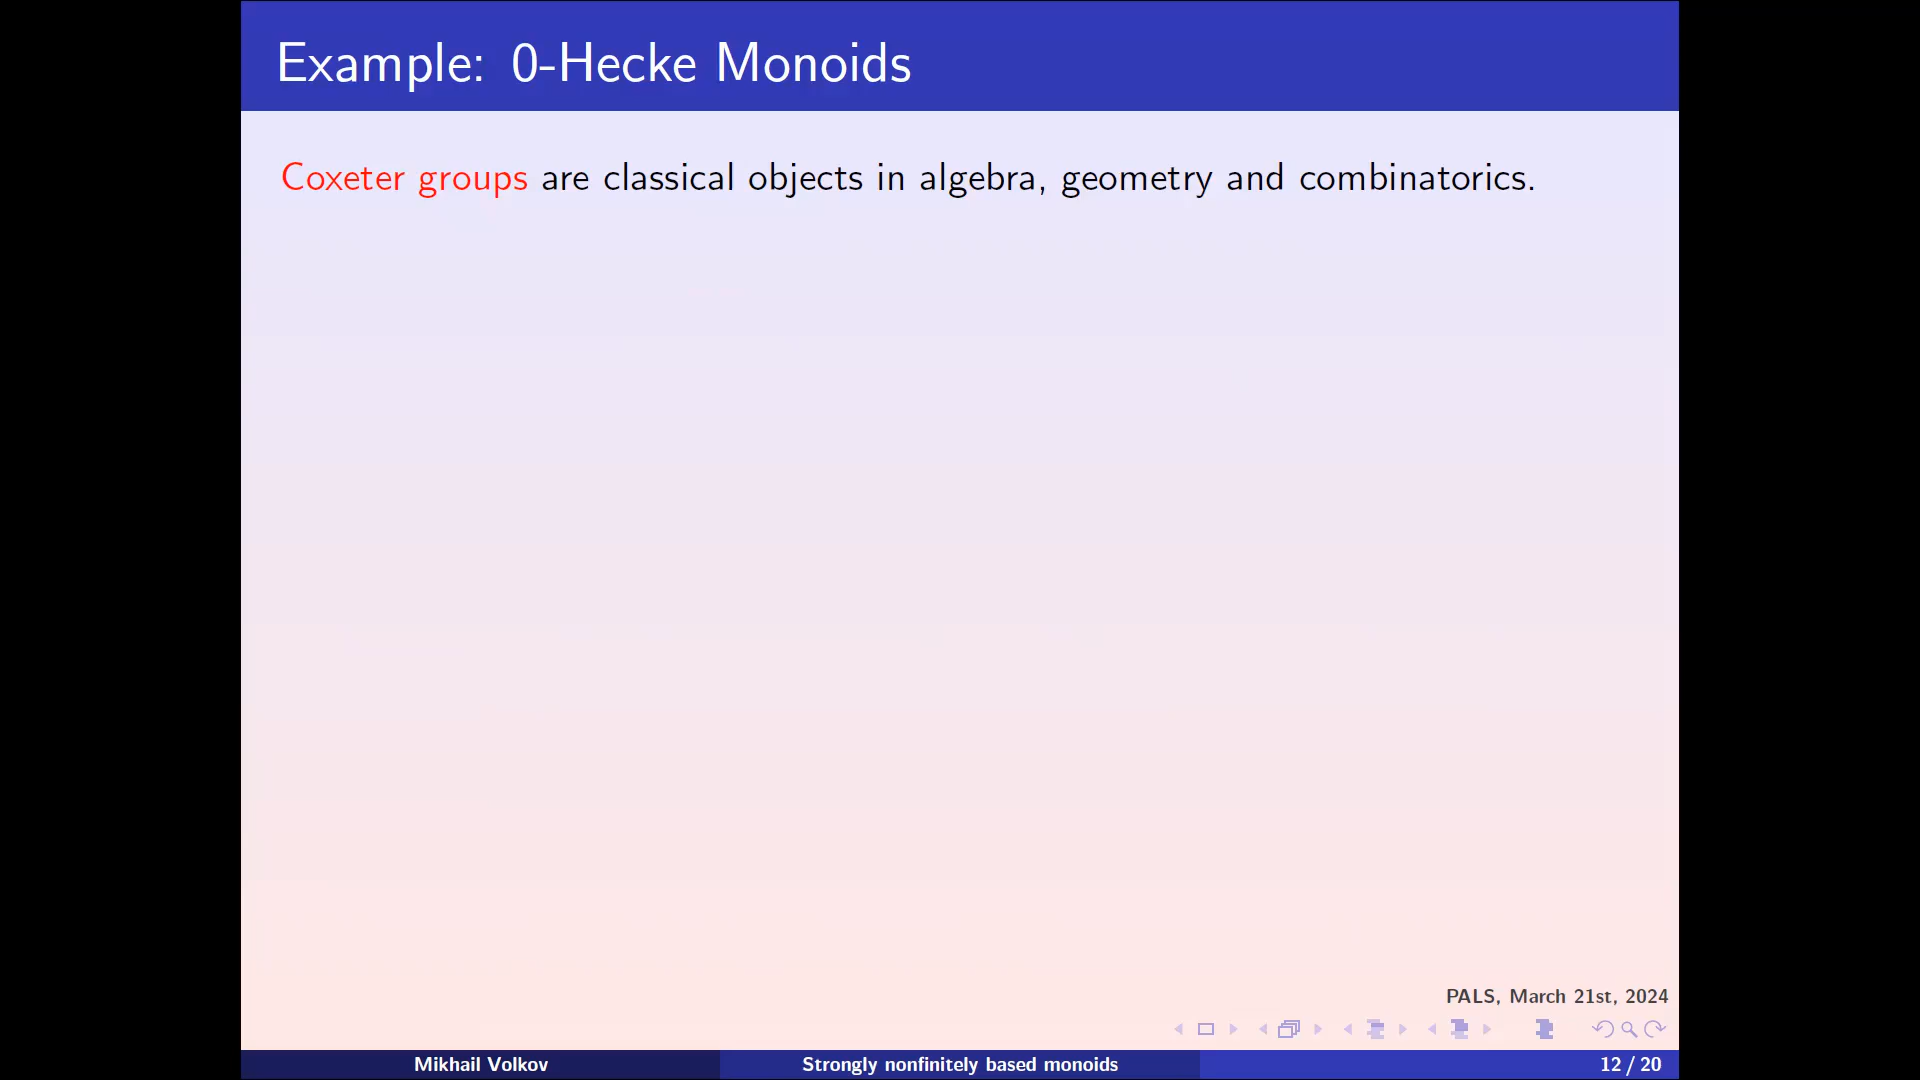 Example: 0-Hecke Monoids
Coxeter groups are classical objects in algebra, geometry and combinatorics.
PALS, March 21st, 2024
Mikhail Volkov
Strongly nonfinitely based monoids
12 / 20